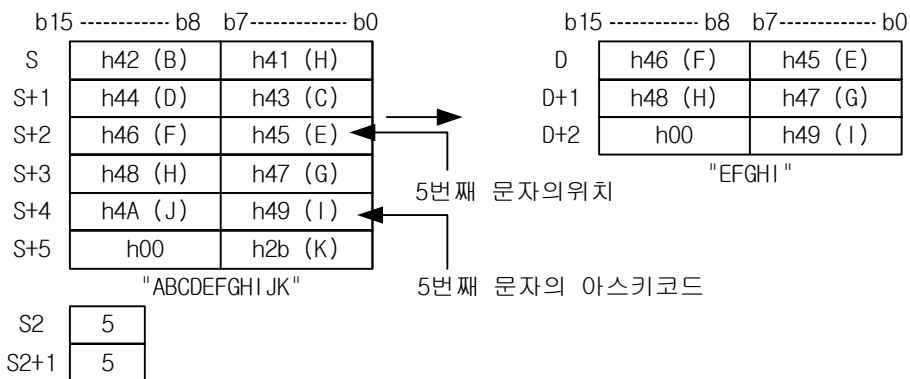 b15 ------------- b8 b7------------- b0
S h42 (B) h41 (H)
S+1 h44 (D) h43 (C)
S+2 h46 (F) h45 (E)
S+3 h48 (H) h47 (G)
S+4 h4A (J) h49 (I)
S+5 h00 h2b (K)
"ABCDEFGHIJK"
S2 5
S2+1 5
5번째 문자의위치
5번째 문자의 아스키코드
b15 ------------- b8 b7------------- b0
D h46 (F) h45 (E)
D+1 h48 (H) h47 (G)
D+2 h00 h49 (I)
"EFGHI"